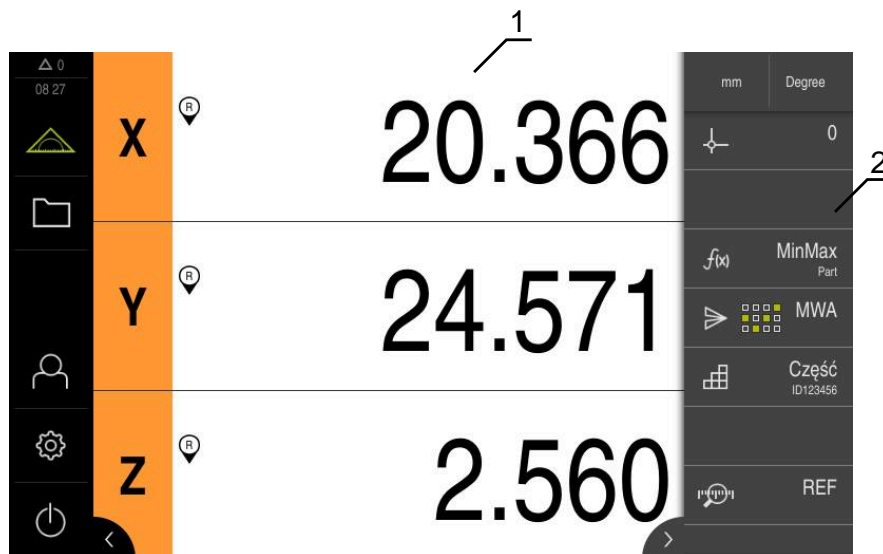 1
△ 0
08 27
X
R
20.366
mm
Degree
0
2
Y
R
24.571
f(x)
MinMax
Part
MWA
Część
ID123456
Z
R
2.560
REF